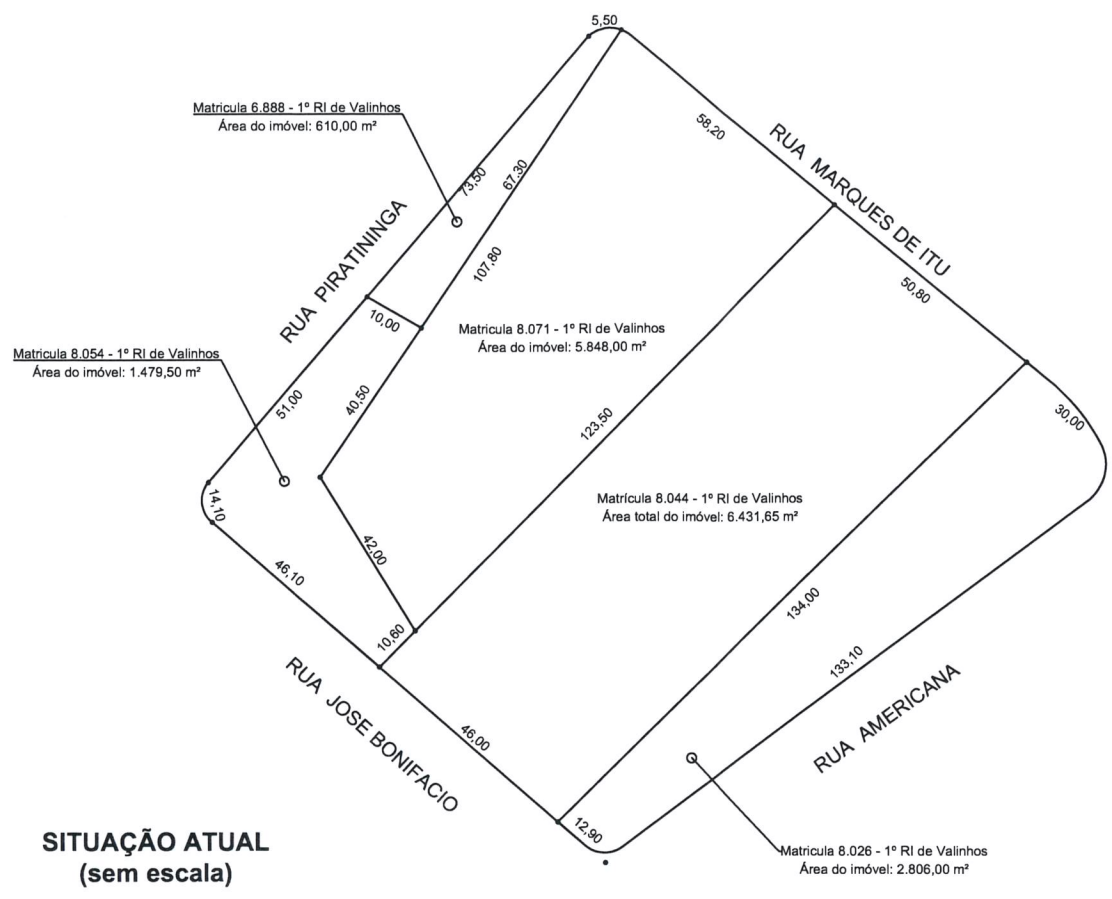 5,50
Matricula 6.888 - 1º RI de Valinhos
Área do imóvel: 610,00 m²
58,20
RUA MARQUES DE ITU
73,50
67,30
RUA PIRATININGA
107,80
50,80
10,00
Matricula 8.071 - 1º RI de Valinhos
Área do imóvel: 5.848,00 m²
Matricula 8.054 - 1º RI de Valinhos
Área do imóvel: 1.479,50 m²
51,00
40,50
123,50
30,00
14,10
Matrícula 8.044 - 1º RI de Valinhos
Área total do imóvel: 6.431,65 m²
42,00
46,10
134,00
10,60
133,10
RUA JOSE BONIFACIO
46,00
RUA AMERICANA
12,90
SITUAÇÃO ATUAL
(sem escala)
Matricula 8.026 - 1º RI de Valinhos
Área do imóvel: 2.806,00 m²